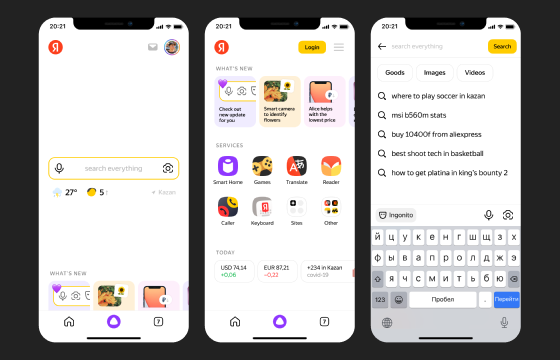 20:21
Я
search everything
27°
5↑
Kazan
WHAT'S NEW
7
20:21
Я
Login
WHAT'S NEW
Check out
new update
for you
Smart camera
to identify
flowers
Alice helps
with the
lowest price
SERVICES
Smart Home
Games
Translate
Reader
Caller
Keyboard
Sites
Other
TODAY
USD 74,14
+0,06
EUR 87,21
−0,22
+234 in Kazan
covid-19
7
20:21
search everything
Search
Goods
Images
Videos
where to play soccer in kazan
msi b560m stats
buy 10400f from aliexpress
best shoot tech in basketball
how to get platina in king's bounty 2
Ingonito
й ц у к е н г ш щ з х
ф ы в а п р о л д ж э
я ч с м и т ь б ю
123
Пробел
.
Перейти